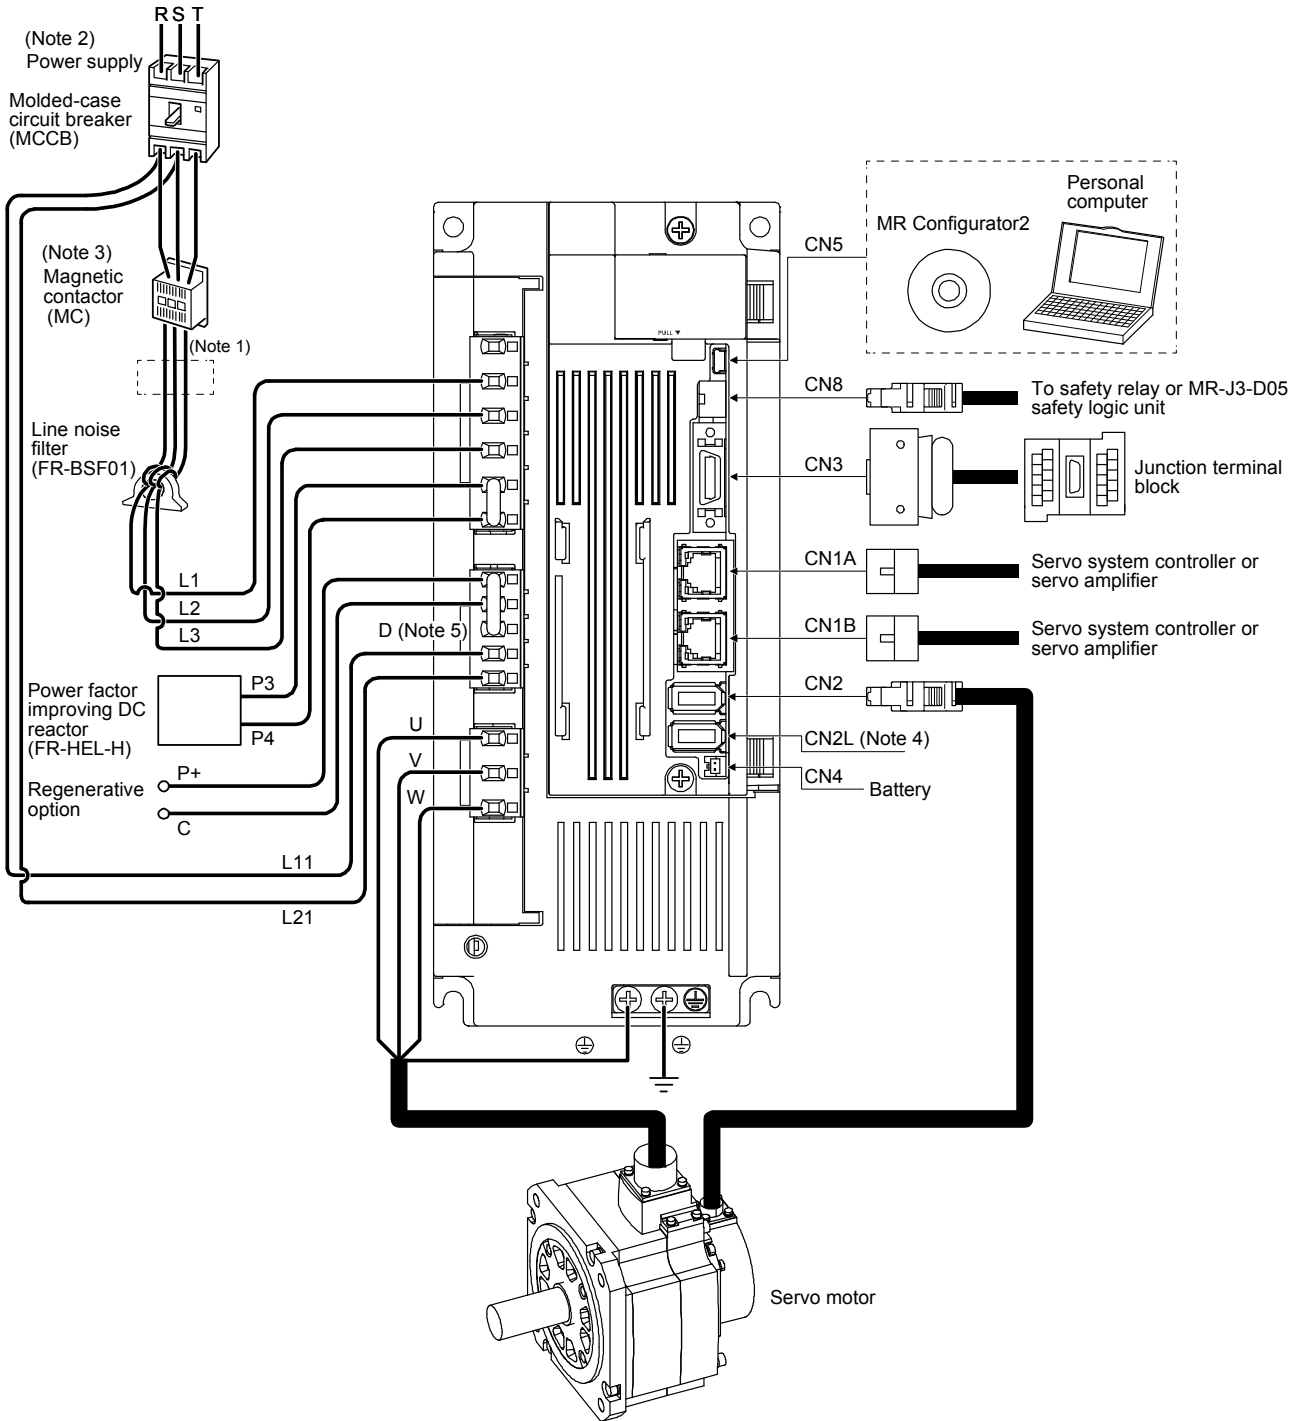 R S T
(Note 2)
Power supply
Molded-case
circuit breaker
(MCCB)
(Note 3)
Magnetic
contactor
(MC)
(Note 1)
Line noise
filter
(FR-BSF01)
L1
L2
L3
D (Note 5)
Power factor
improving DC
reactor
(FR-HEL-H)
P3
P4
Regenerative
option
P+
C
L11
L21
U
V
W
PULL ▼
CN5
MR Configurator2
Personal
computer
CN8
To safety relay or MR-J3-D05
safety logic unit
CN3
Junction terminal
block
CN1A
Servo system controller or
servo amplifier
CN1B
Servo system controller or
servo amplifier
CN2
CN2L (Note 4)
CN4
Battery
Servo motor